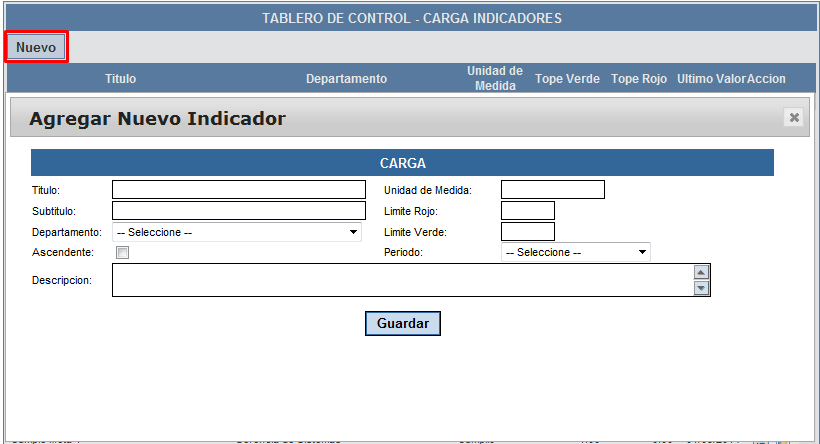 TABLERO DE CONTROL - CARGA INDICADORES
Nuevo
Titulo Departamento Unidad de Medida Tope Verde Tope Rojo Ultimo Valor Accion
Agregar Nuevo Indicador
CARGA
Titulo: Unidad de Medida:
Subtitulo: Limite Rojo:
Departamento: -- Seleccione -- Limite Verde:
Ascendente: Periodo: -- Seleccione --
Descripcion:
Guardar